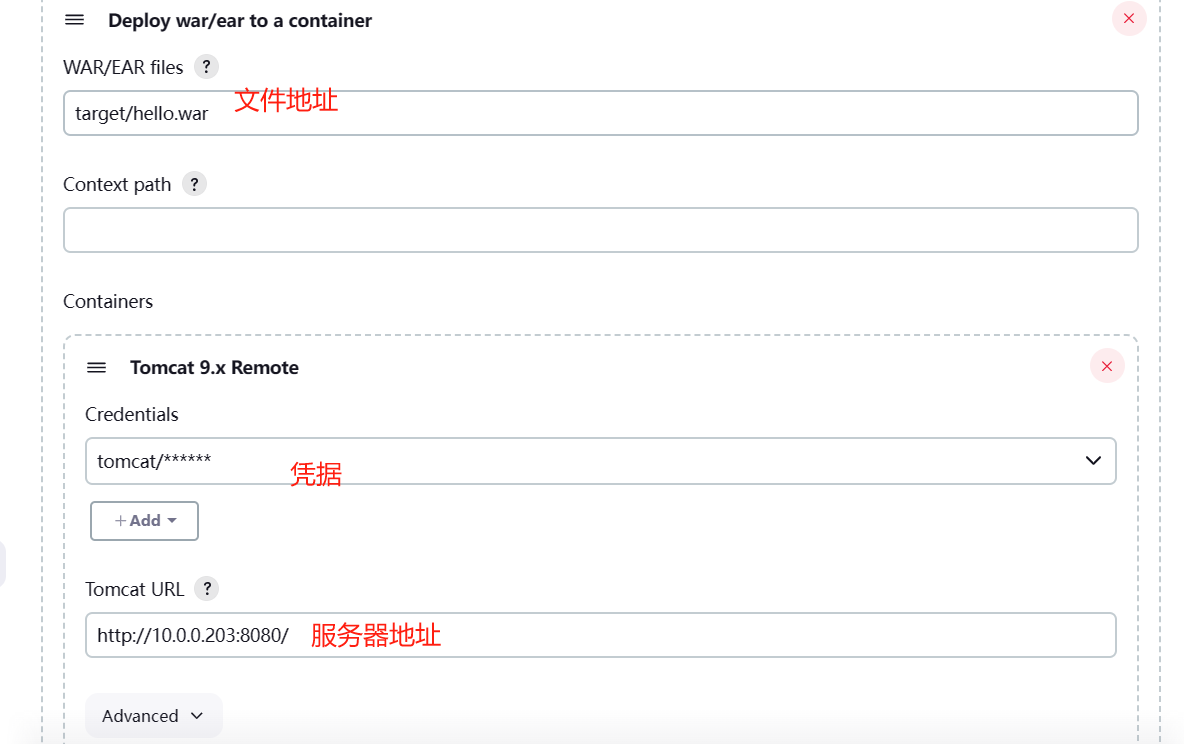 Deploy war/ear to a container
WAR/EAR files ?
target/hello.war 文件地址
Context path ?
Containers
Tomcat 9.x Remote
Credentials
tomcat/****** 凭据
+ Add
Tomcat URL ?
http://10.0.0.203:8080/ 服务器地址
Advanced